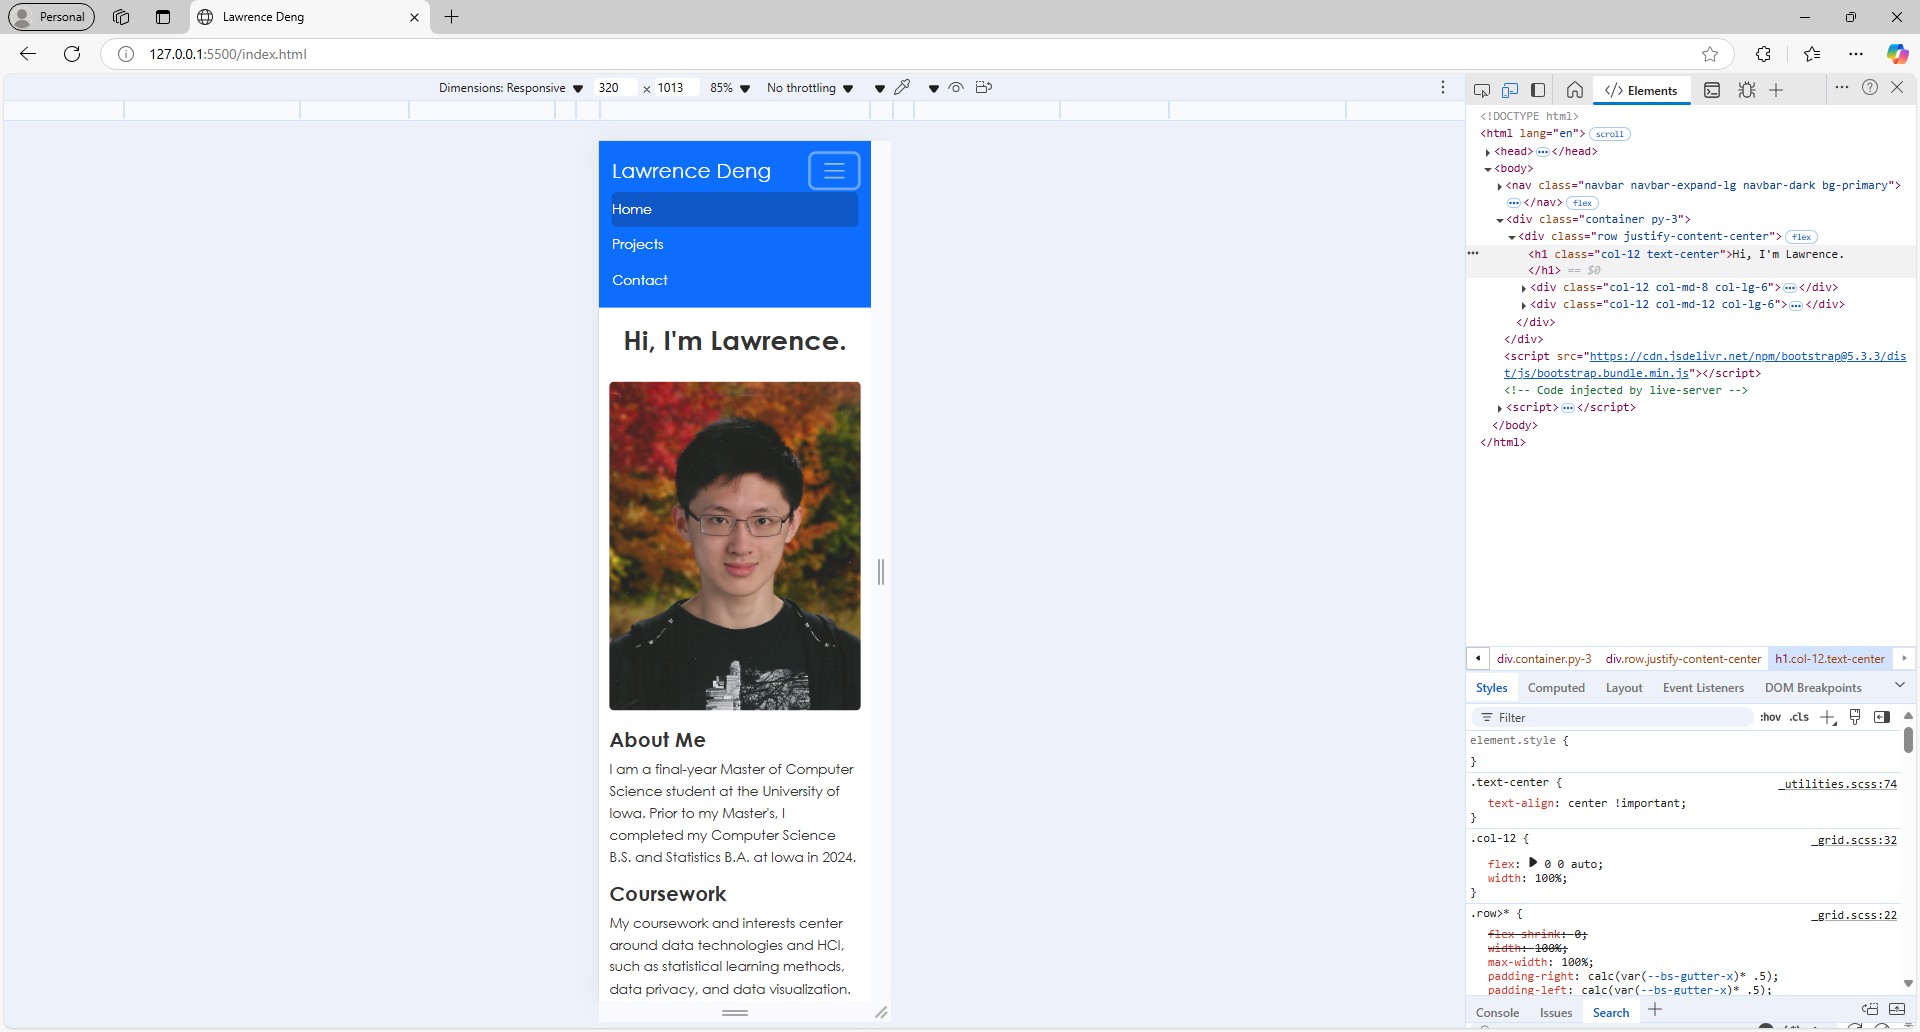 Personal
Lawrence Deng
127.0.0.1:5500/index.html
Dimensions: Responsive 320 x 1013 85% No throttling
Lawrence Deng
Home
Projects
Contact
Hi, I'm Lawrence.
About Me
I am a final-year Master of Computer
Science student at the University of
Iowa. Prior to my Master's, I
completed my Computer Science
B.S. and Statistics B.A. at Iowa in 2024.
Coursework
My coursework and interests center
around data technologies and HCI,
such as statistical learning methods,
data privacy, and data visualization.
</> Elements
<!DOCTYPE html>
<html lang="en"> scroll
<head> ••• </head>
<body>
<nav class="navbar navbar-expand-lg navbar-dark bg-primary">
••• </nav> flex
<div class="container py-3">
<div class="row justify-content-center"> flex
<h1 class="col-12 text-center">Hi, I'm Lawrence.
</h1> == $0
<div class="col-12 col-md-8 col-lg-6"> ••• </div>
<div class="col-12 col-md-12 col-lg-6"> ••• </div>
</div>
</div>
<script src="https://cdn.jsdelivr.net/npm/bootstrap@5.3.3/dis
t/js/bootstrap.bundle.min.js"></script>
<!-- Code injected by live-server -->
<script> ••• </script>
</body>
</html>
div.container.py-3 div.row.justify-content-center h1.col-12.text-center
Styles Computed Layout Event Listeners DOM Breakpoints
Filter :hov .cls
element.style {
}
.text-center { _utilities.scss:74
text-align: center !important;
}
.col-12 { _grid.scss:32
flex: 0 0 auto;
width: 100%;
}
.row>* { _grid.scss:22
flex-shrink: 0;
width: 100%;
max-width: 100%;
padding-right: calc(var(--bs-gutter-x)* .5);
padding-left: calc(var(--bs-gutter-x)* .5);
Console Issues Search